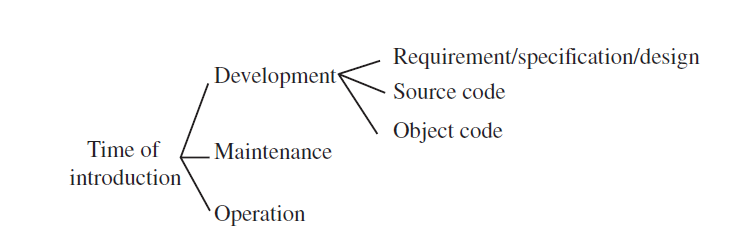 Requirement/specification/design
Development
Source code
Object code
Time of
introduction
Maintenance
Operation